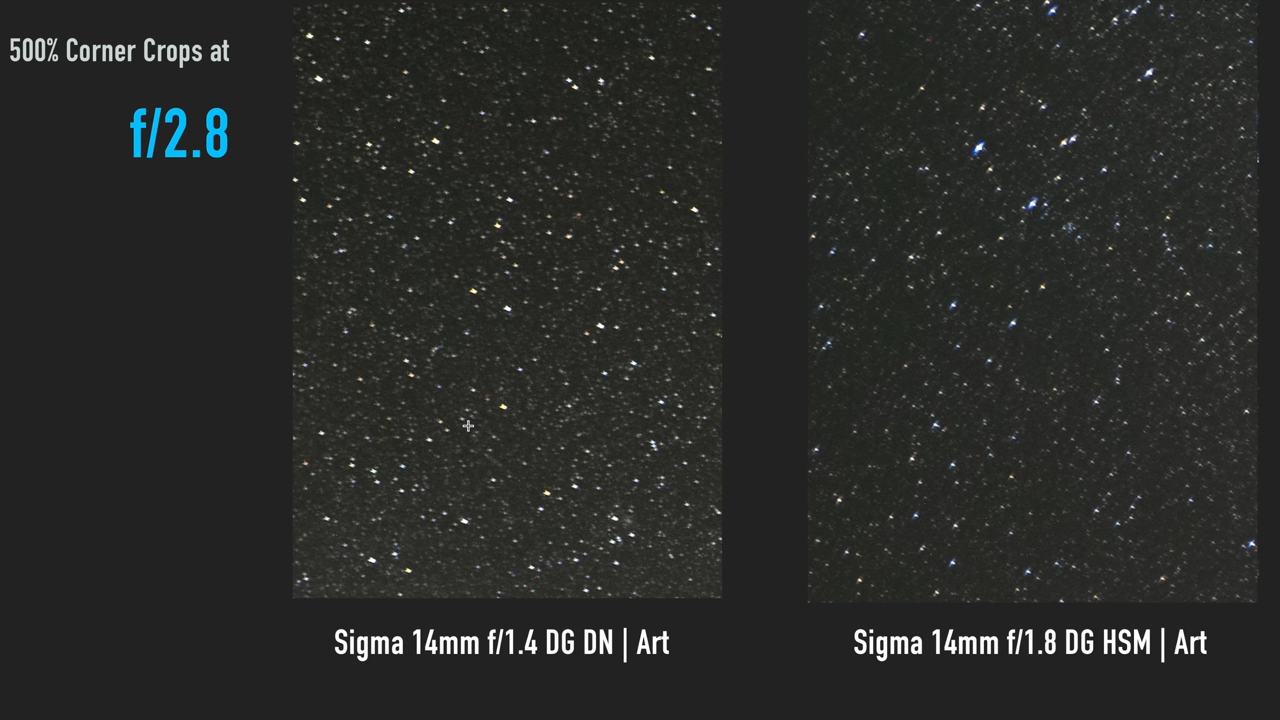 500% Corner Crops at
f/2.8
Sigma 14mm f/1.4 DG DN | Art
Sigma 14mm f/1.8 DG HSM | Art